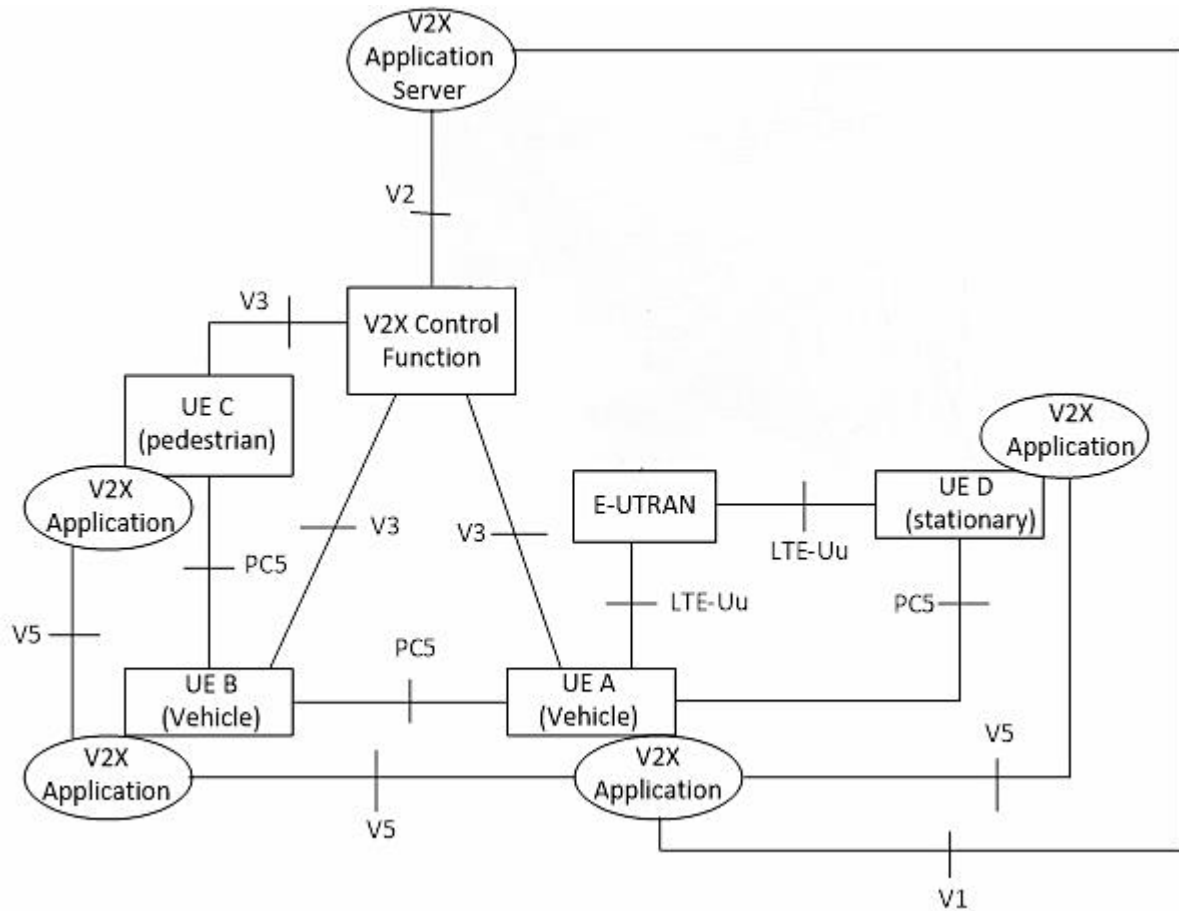 V2X
Application
Server
V2
V3
V2X Control
Function
UE C
(pedestrian)
V2X
Application
V2X
Application
E-UTRAN
UE D
(stationary)
V3
V3
LTE-Uu
PC5
LTE-Uu
PC5
V5
PC5
UE B
(Vehicle)
UE A
(Vehicle)
V5
V2X
Application
V2X
Application
V5
V1